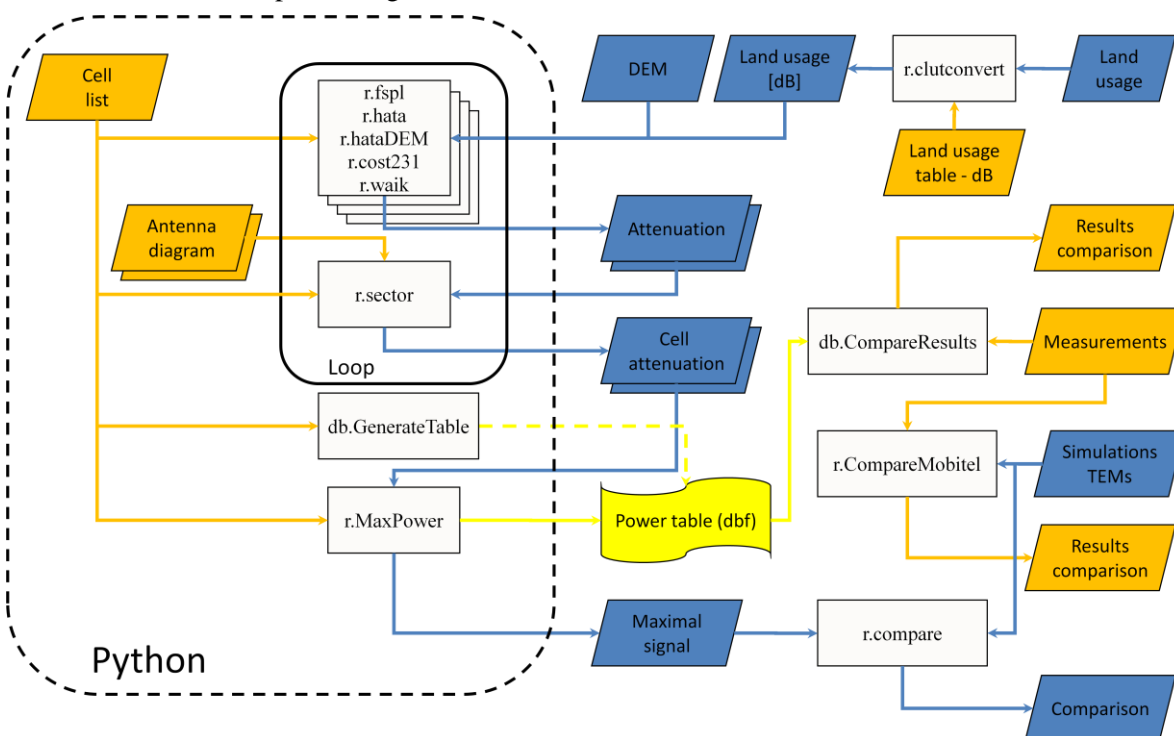 Cell
list
r.fspl
r.hata
r.hataDEM
r.cost231
r.waik
DEM
Land usage
[dB]
r.clutconvert
Land
usage
Land usage
table - dB
Antenna
diagram
Attenuation
Results
comparison
r.sector
Loop
Cell
attenuation
db.CompareResults
Measurements
db.GenerateTable
r.CompareMobitel
Simulations
TEMs
r.MaxPower
Power table (dbf)
Results
comparison
Maximal
signal
r.compare
Python
Comparison